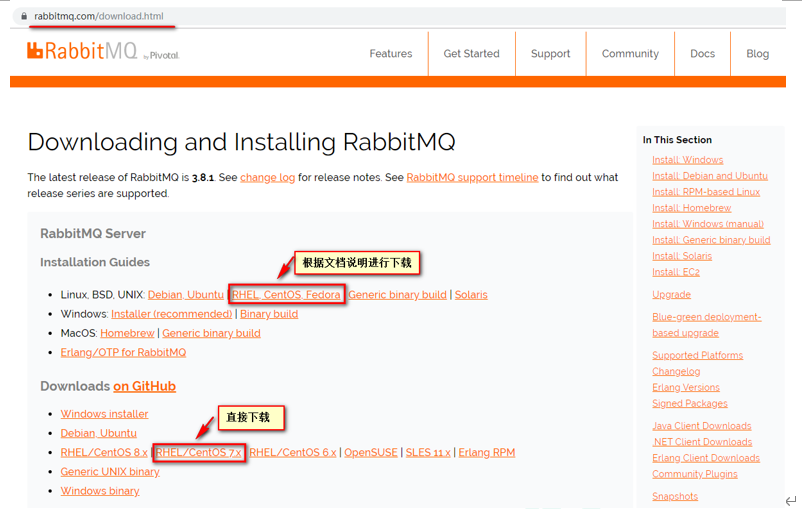 rabbitmq.com/download.html
RabbitMQ by Pivotal.
Features
Get Started
Support
Community
Docs
Blog
Downloading and Installing RabbitMQ
The latest release of RabbitMQ is 3.8.1. See change log for release notes. See RabbitMQ support timeline to find out what
release series are supported.
RabbitMQ Server
Installation Guides
根据文档说明进行下载
Linux, BSD, UNIX: Debian, Ubuntu | RHEL, CentOS, Fedora | Generic binary build | Solaris
Windows: Installer (recommended) | Binary build
MacOS: Homebrew | Generic binary build
Erlang/OTP for RabbitMQ
Downloads on GitHub
直接下载
Windows installer
Debian, Ubuntu
RHEL/CentOS 8.x | RHEL/CentOS 7.x | RHEL/CentOS 6.x | OpenSUSE | SLES 11.x | Erlang RPM
Generic UNIX binary
Windows binary
In This Section
Install: Windows
Install: Debian and Ubuntu
Install: RPM-based Linux
Install: Homebrew
Install: Windows (manual)
Install: Generic binary build
Install: Solaris
Install: EC2
Upgrade
Blue-green deployment-
based upgrade
Supported Platforms
Changelog
Erlang Versions
Signed Packages
Java Client Downloads
.NET Client Downloads
Erlang Client Downloads
Community Plugins
Snapshots